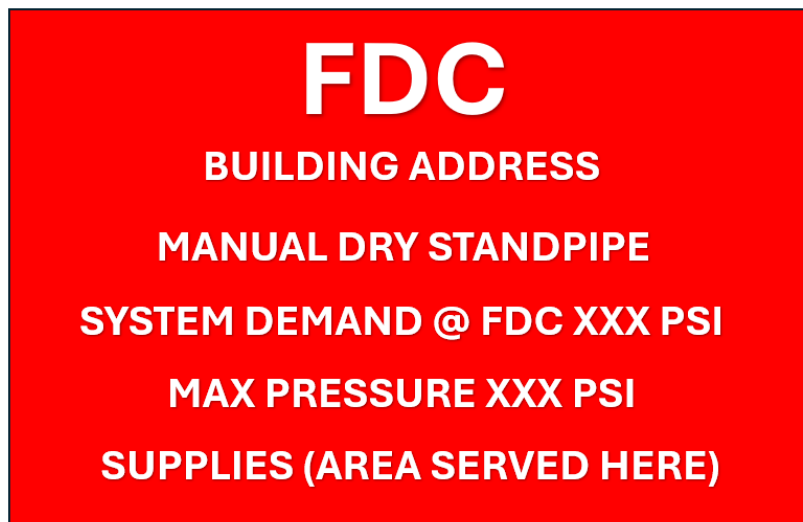 FDC
BUILDING ADDRESS
MANUAL DRY STANDPIPE
SYSTEM DEMAND @ FDC XXX PSI
MAX PRESSURE XXX PSI
SUPPLIES (AREA SERVED HERE)